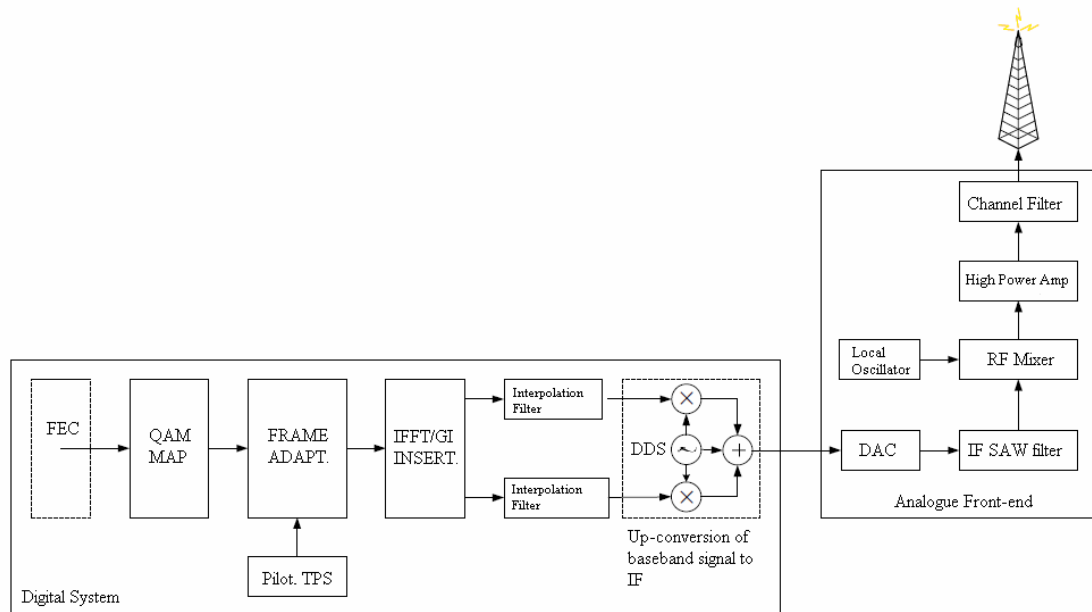 Channel Filter
High Power Amp
Local
Oscillator
RF Mixer
FEC
QAM
MAP
FRAME
ADAPT.
IFFT/GI
INSERT.
Interpolation
Filter
Interpolation
Filter
DDS
DAC
IF SAW filter
Analogue Front-end
Up-conversion of
baseband signal to
IF
Pilot. TPS
Digital System